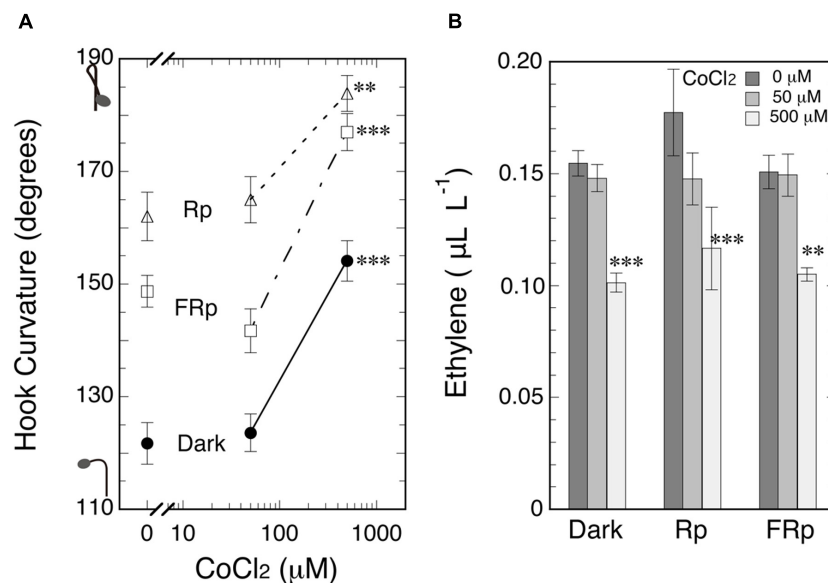 A
Hook Curvature (degrees)
190
170
150
130
110
Rp
**
***
FRp
***
Dark
0
10
100
1000
CoCl2 (μM)
B
Ethylene ( μL L-1)
0.20
0.15
0.10
0.05
0
CoCl2
0 μM
50 μM
500 μM
***
***
**
Dark
Rp
FRp